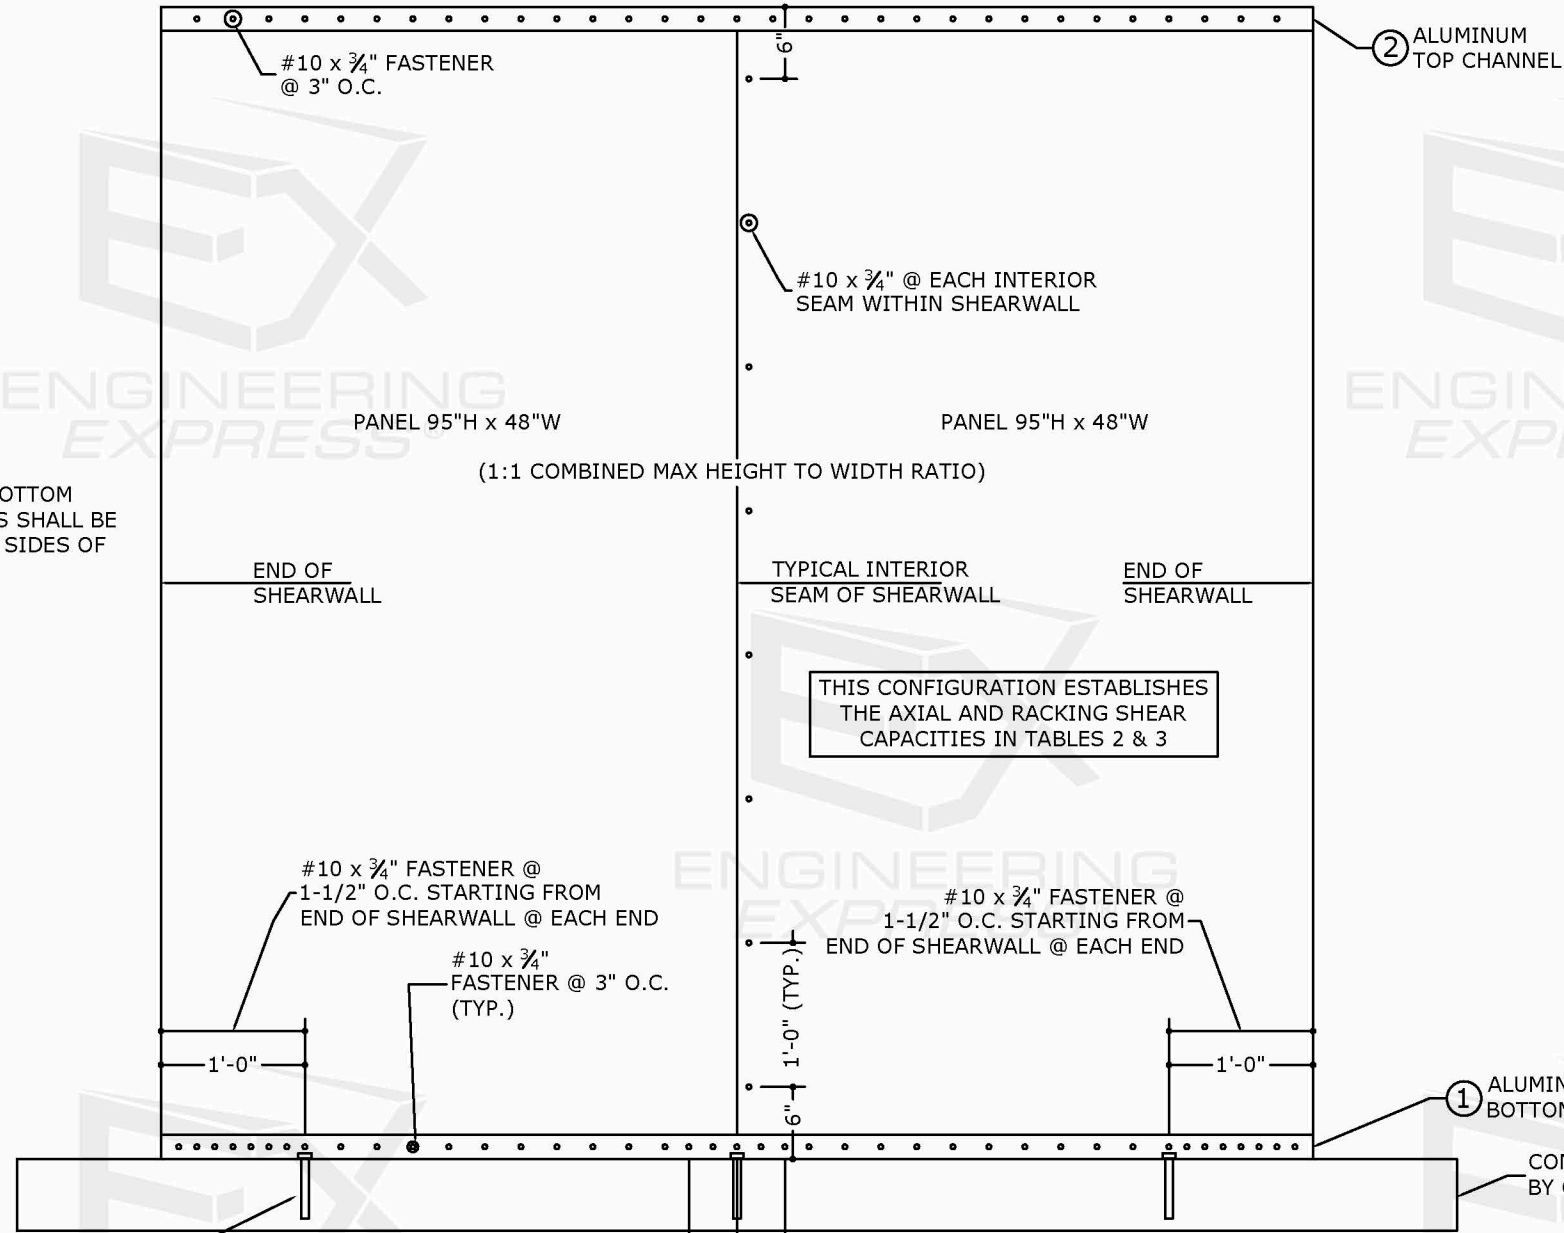 6"
#10 x ¾" FASTENER
@ 3" O.C.
2
ALUMINUM
TOP CHANNEL
#10 x ¾" @ EACH INTERIOR
SEAM WITHIN SHEARWALL
ENGINEERING
EXPRESS®
ENGIN
EXP
PANEL 95"H x 48"W
PANEL 95"H x 48"W
(1:1 COMBINED MAX HEIGHT TO WIDTH RATIO)
OTTOM
S SHALL BE
SIDES OF
END OF
SHEARWALL
TYPICAL INTERIOR
SEAM OF SHEARWALL
END OF
SHEARWALL
THIS CONFIGURATION ESTABLISHES
THE AXIAL AND RACKING SHEAR
CAPACITIES IN TABLES 2 & 3
ENGINEERING
EXPRESS
#10 x ¾" FASTENER @
1-1/2" O.C. STARTING FROM
END OF SHEARWALL @ EACH END
#10 x ¾" FASTENER @
1-1/2" O.C. STARTING FROM
END OF SHEARWALL @ EACH END
#10 x ¾"
FASTENER @ 3" O.C.
(TYP.)
1'-0" (TYP.)
1'-0"
1'-0"
6"
1
ALUMIN
BOTTOM
CON
BY